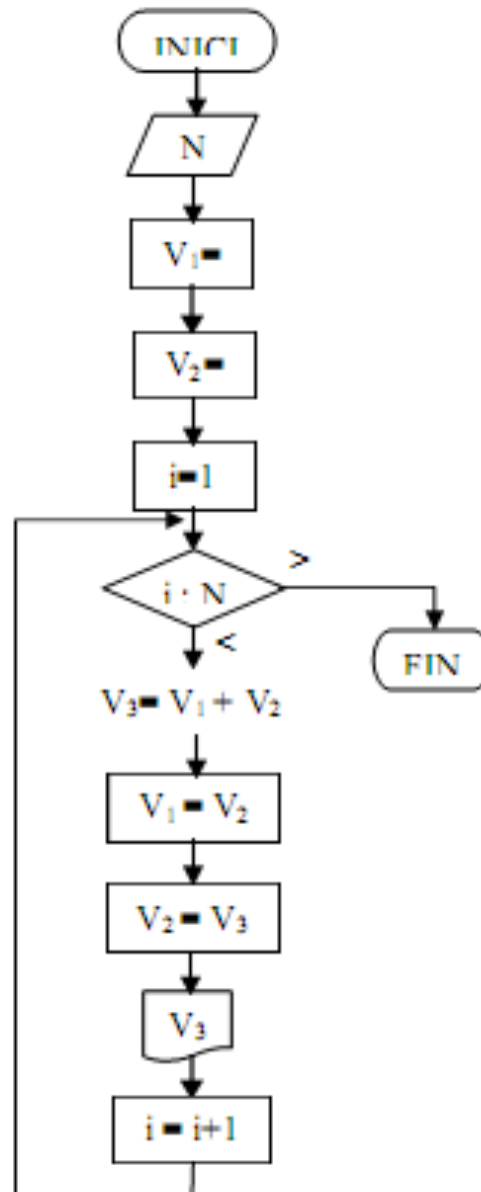 INICI
N
V₁=
V₂=
i=1
i · N
>
<
FIN
V₃= V₁ + V₂
V₁ = V₂
V₂ = V₃
V₃
i = i+1